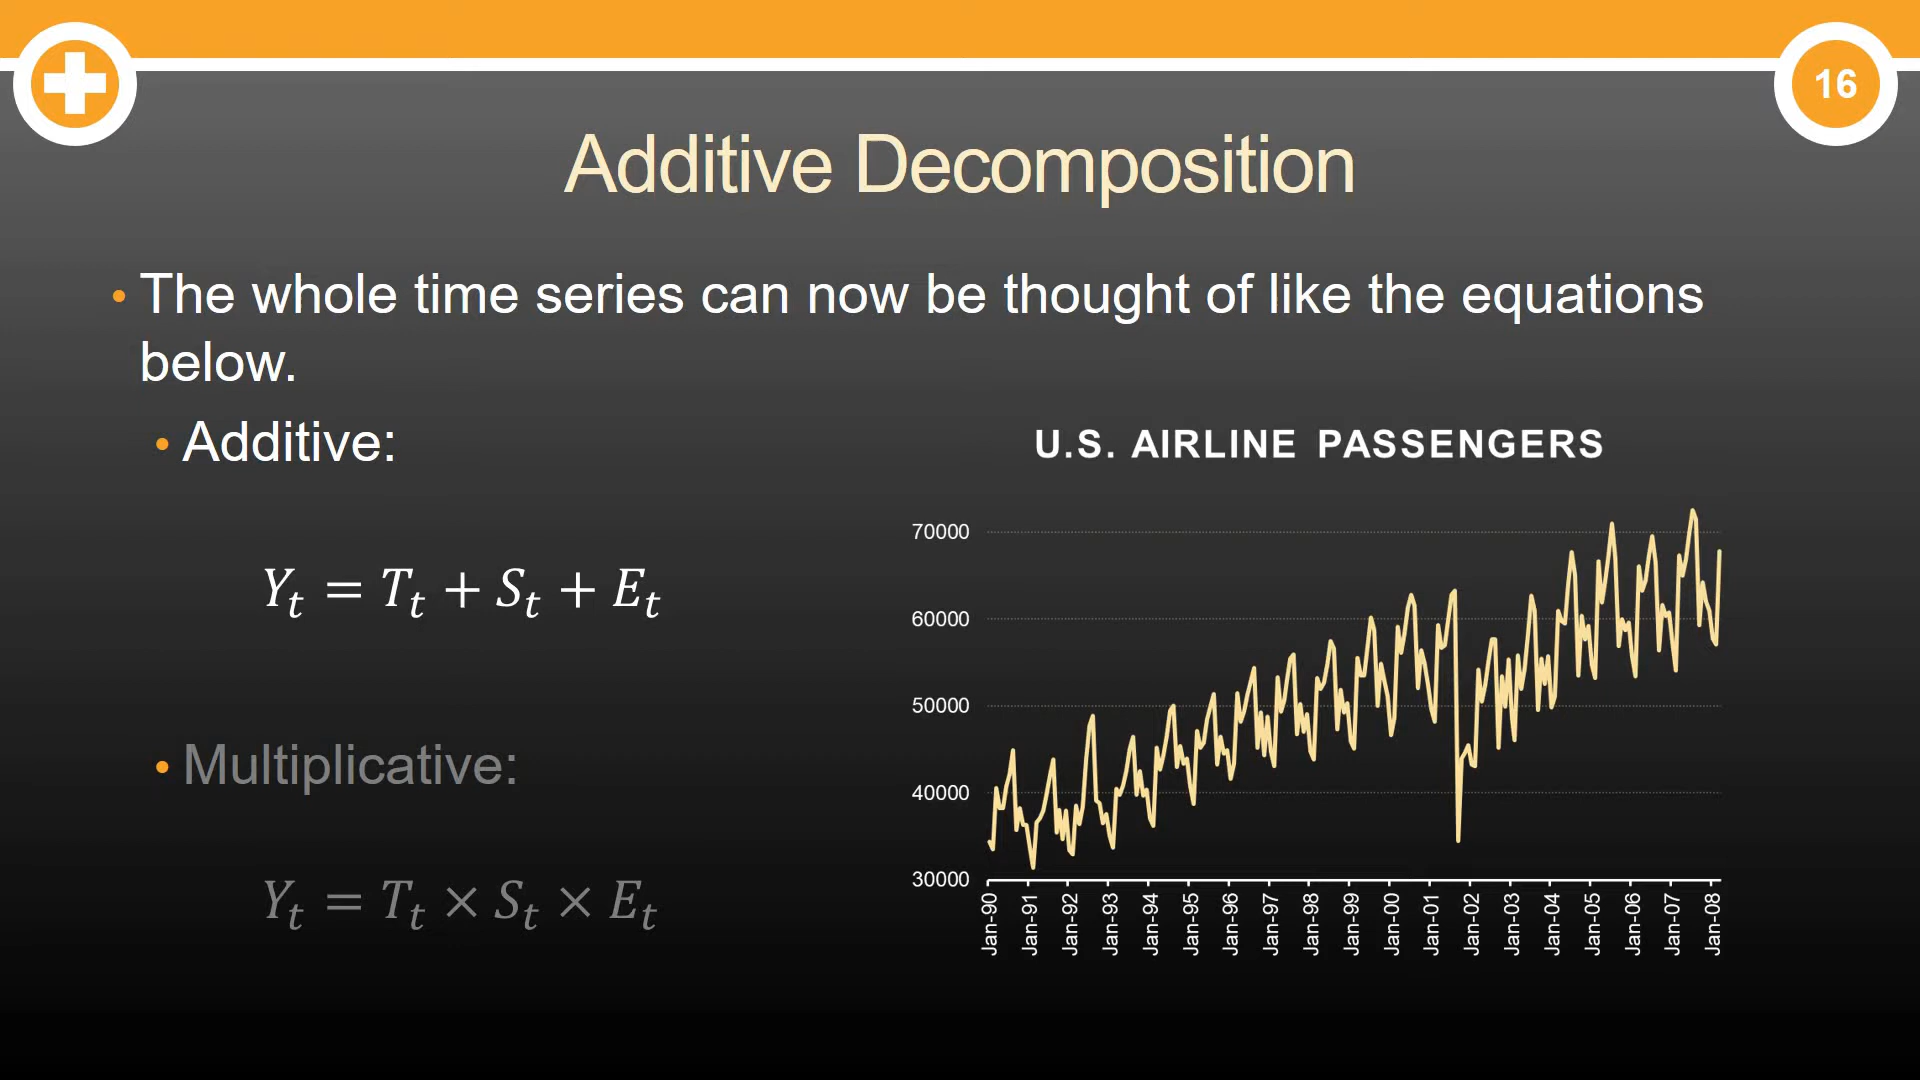 16
Additive Decomposition
• The whole time series can now be thought of like the equations
below.
• Additive:
Yₜ = Tₜ + Sₜ + Eₜ
• Multiplicative:
Yₜ = Tₜ × Sₜ × Eₜ
U.S. AIRLINE PASSENGERS
70000
60000
50000
40000
30000
Jan-90
Jan-91
Jan-92
Jan-93
Jan-94
Jan-95
Jan-96
Jan-97
Jan-98
Jan-99
Jan-00
Jan-01
Jan-02
Jan-03
Jan-04
Jan-05
Jan-06
Jan-07
Jan-08